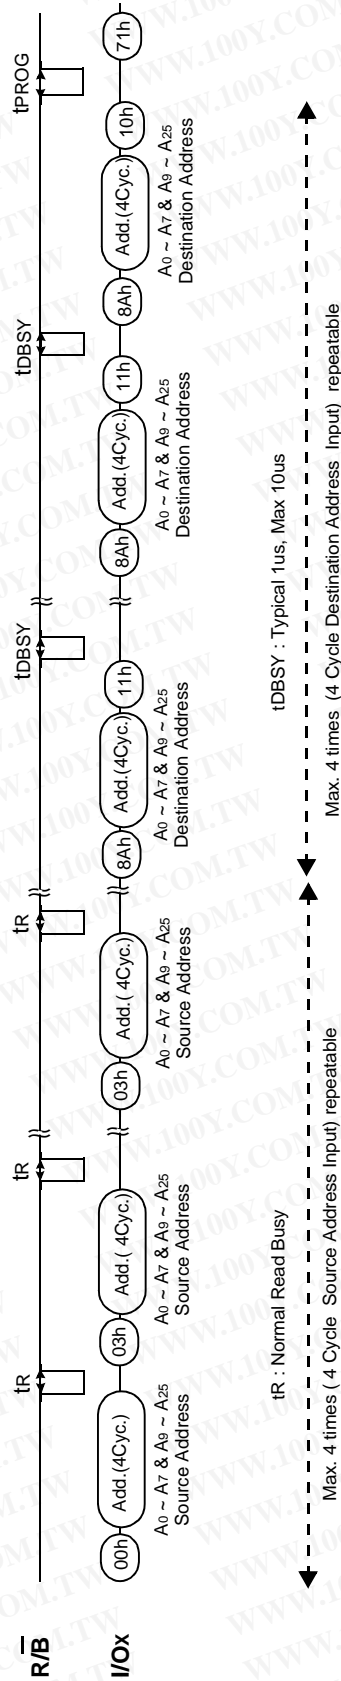 R/B tR tR tR tDBSY tDBSY tPROG
I/Ox 00h Add.(4Cyc.) 03h Add.( 4Cyc.) 03h Add.( 4Cyc.) 8Ah Add.(4Cyc.) 11h 8Ah Add.(4Cyc.) 11h 8Ah Add.(4Cyc.) 10h 71h
A0 ~ A7 & A9 ~ A25 A0 ~ A7 & A9 ~ A25 A0 ~ A7 & A9 ~ A25 A0 ~ A7 & A9 ~ A25 A0 ~ A7 & A9 ~ A25 A0 ~ A7 & A9 ~ A25
Source Address Source Address Source Address Destination Address Destination Address Destination Address
tR : Normal Read Busy tDBSY : Typical 1us, Max 10us
Max. 4 times ( 4 Cycle Source Address Input) repeatable Max. 4 times (4 Cycle Destination Address Input) repeatable
WWW.100Y.COM.TW